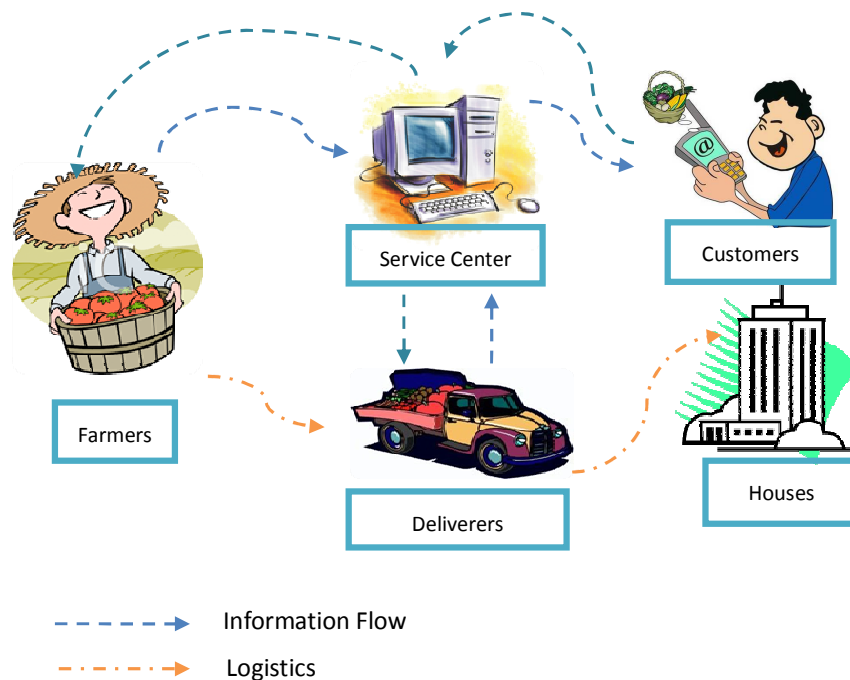 @
Service Center
Customers
Farmers
Deliverers
Houses
Information Flow
Logistics